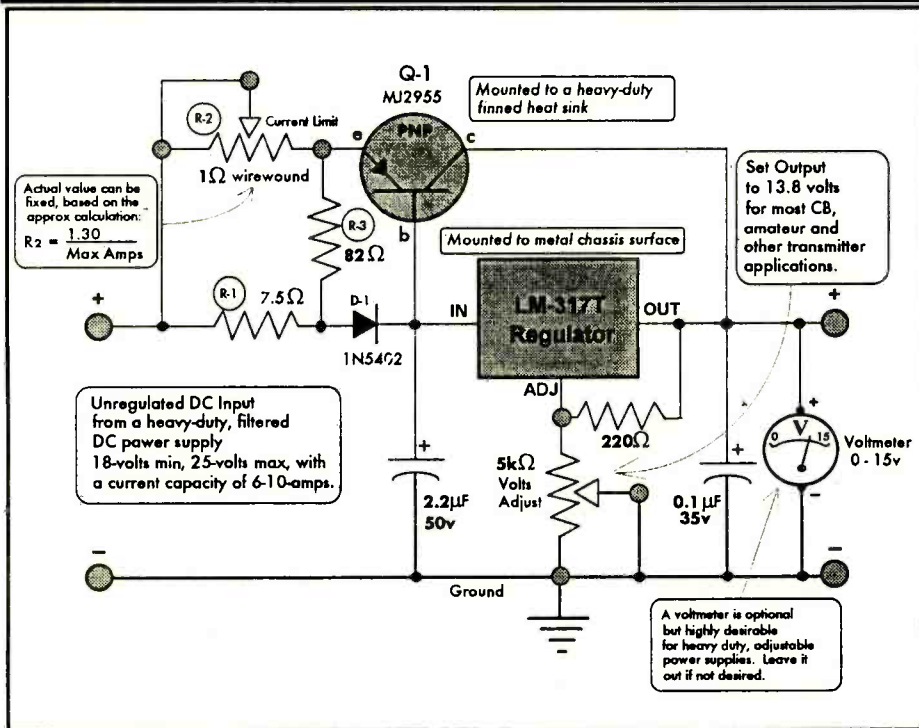 Q-1
MJ2955
Mounted to a heavy-duty
finned heat sink
R-2
Current Limit
e
PNP
c
1Ω wirewound
Actual value can be
fixed, based on the
approx calculation:
R2 = 1.30
Max Amps
R-3
82Ω
b
Set Output
to 13.8 volts
for most CB,
amateur and
other transmitter
applications.
Mounted to metal chassis surface
+
R-1
7.5Ω
D-1
1N5402
IN
LM-317T
Regulator
OUT
+
ADJ
220Ω
Unregulated DC Input
from a heavy-duty, filtered
DC power supply
18-volts min, 25-volts max, with
a current capacity of 6-10-amps.
+
2.2µF
50v
5kΩ
Volts
Adjust
+
0.1µF
35v
+
V
0 15
–
Voltmeter
0 - 15v
–
–
Ground
A voltmeter is optional
but highly desirable
for heavy duty, adjustable
power supplies. Leave it
out if not desired.